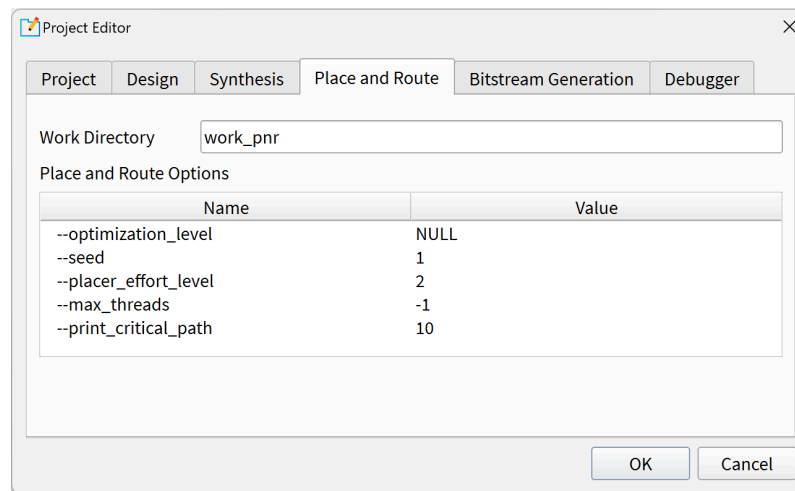 Project Editor
Project Design Synthesis Place and Route Bitstream Generation Debugger
Work Directory work_pnr
Place and Route Options
Name Value
--optimization_level NULL
--seed 1
--placer_effort_level 2
--max_threads -1
--print_critical_path 10
OK Cancel